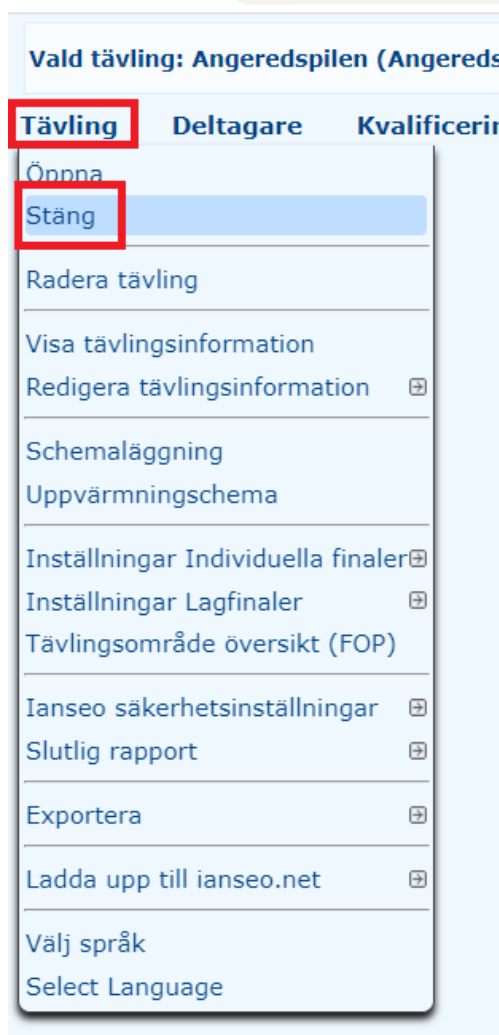 Vald tävling: Angeredspilen (Angereds
Tävling Deltagare Kvalificerin
Öppna
Stäng
Radera tävling
Visa tävlingsinformation
Redigera tävlingsinformation
Schemaläggning
Uppvärmningschema
Inställningar Individuella finaler
Inställningar Lagfinaler
Tävlingsområde översikt (FOP)
Ianseo säkerhetsinställningar
Slutlig rapport
Exportera
Ladda upp till ianseo.net
Välj språk
Select Language